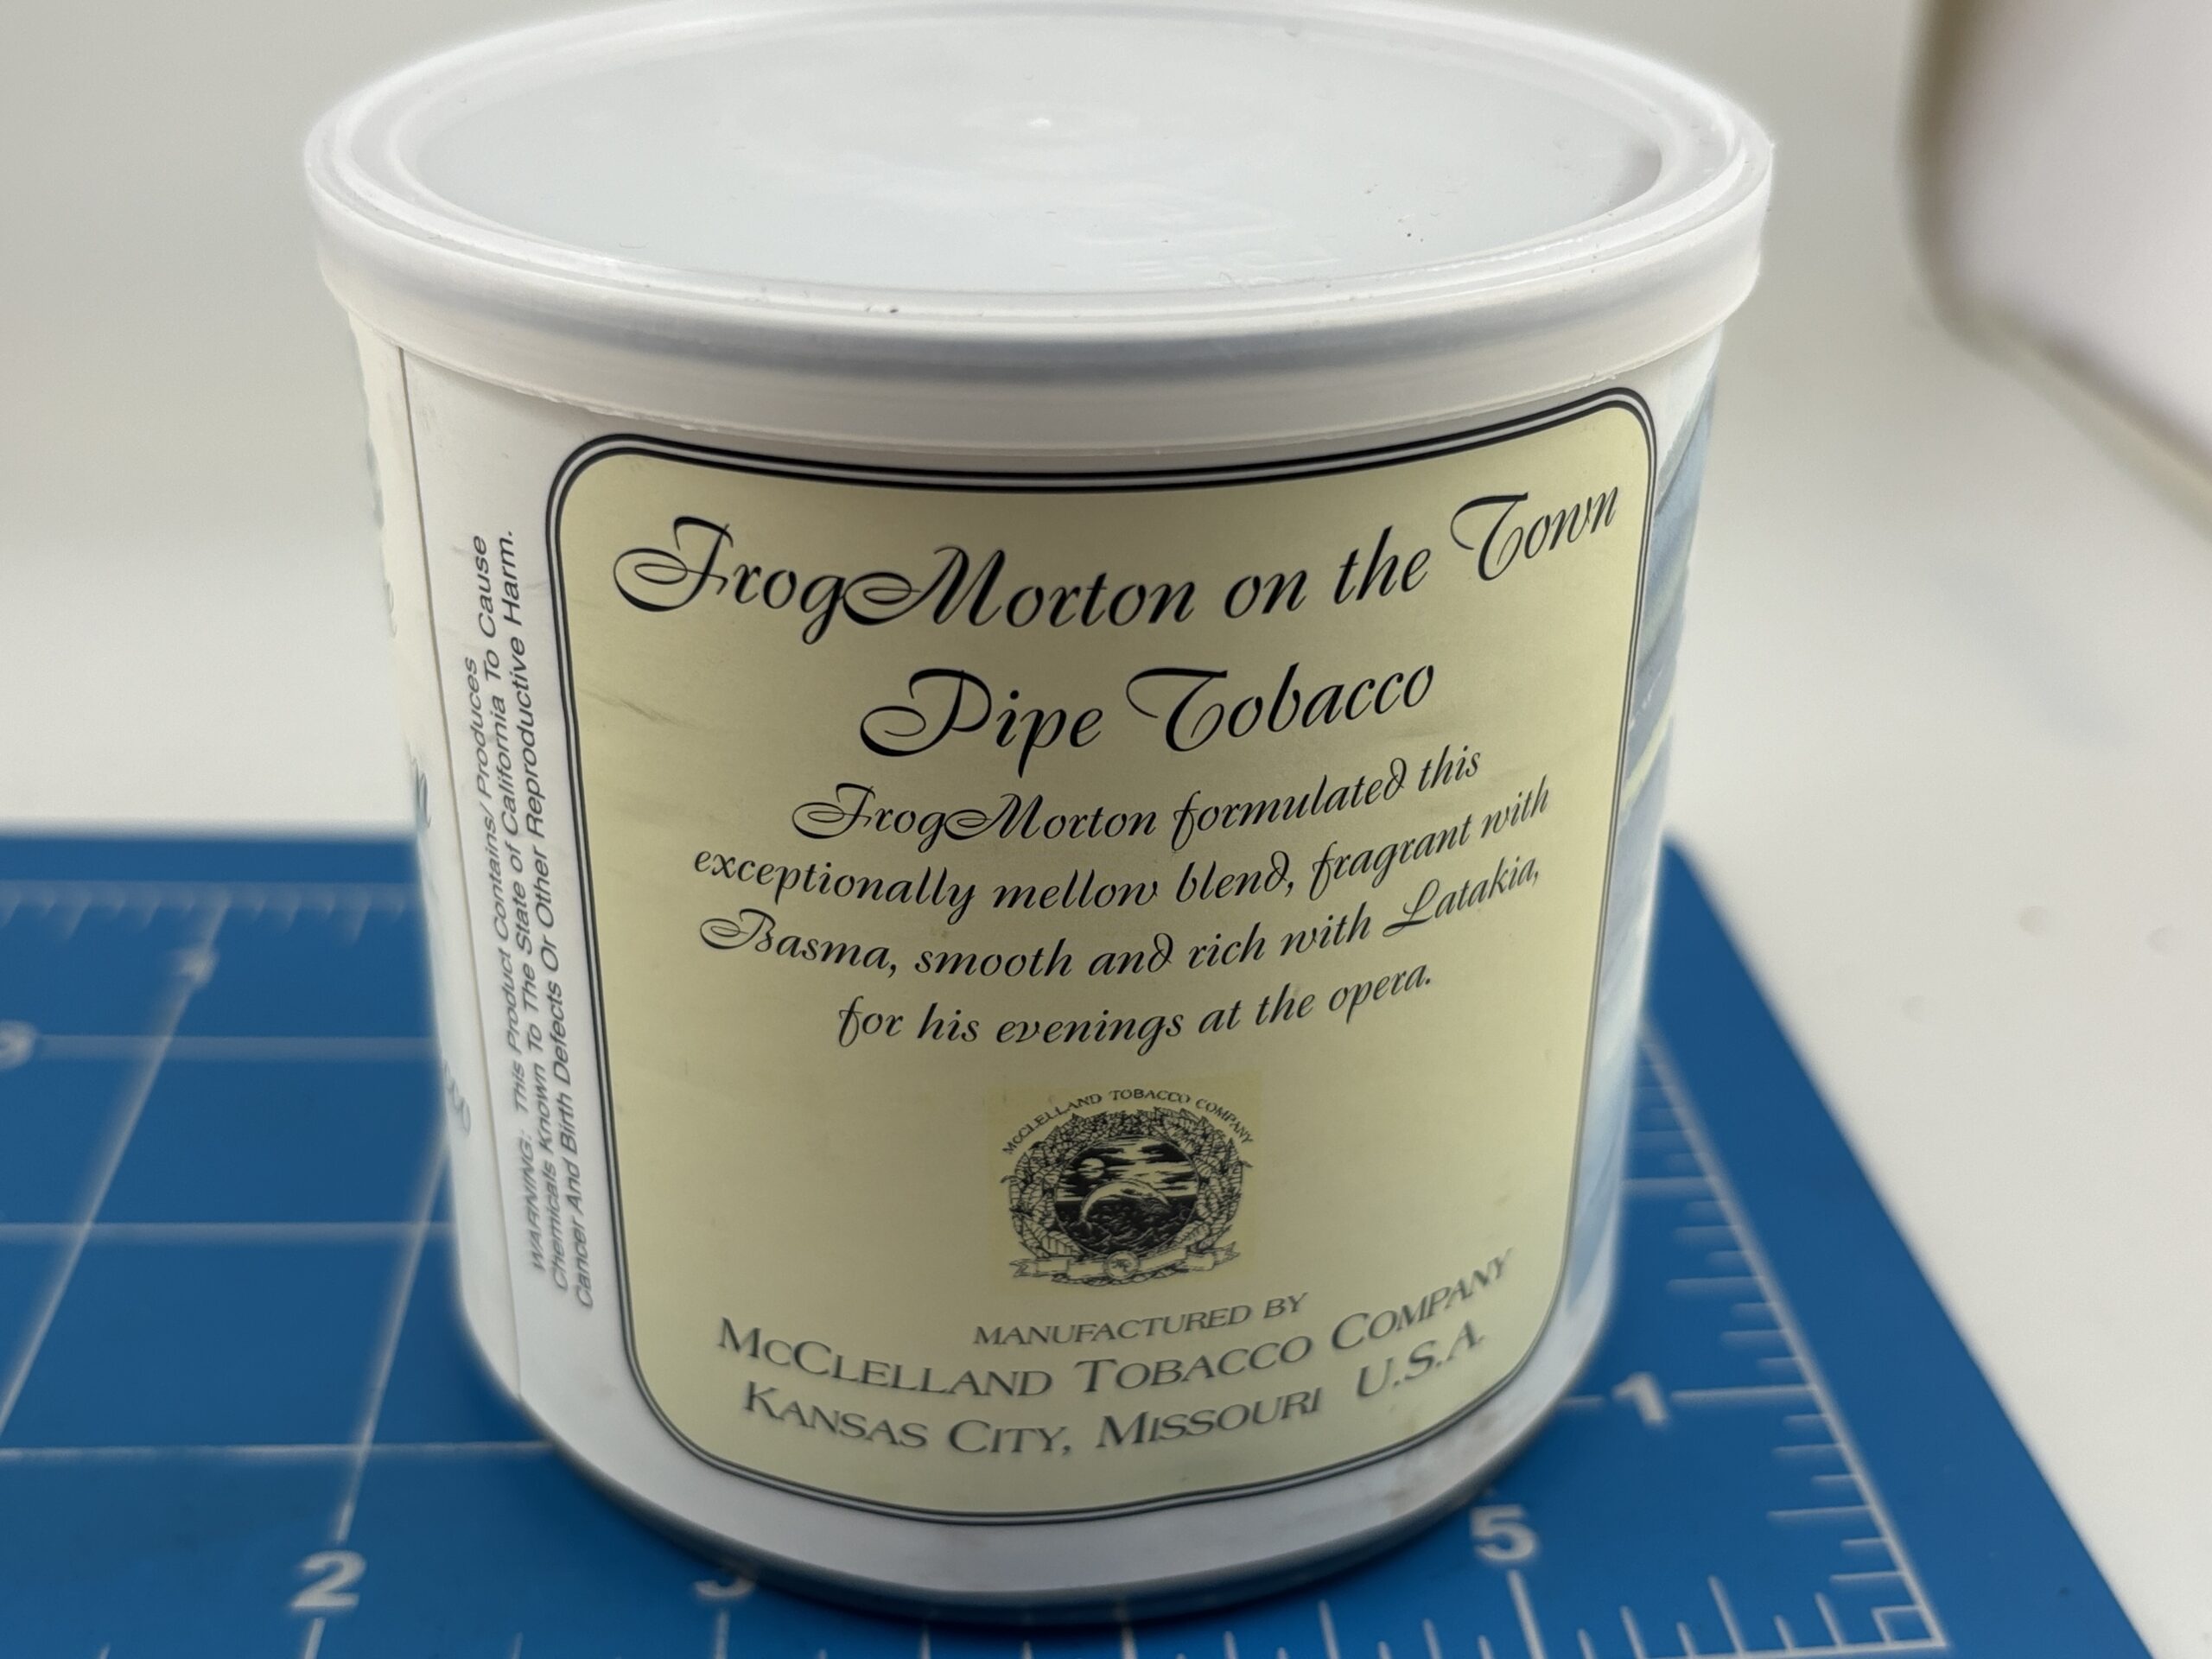 FrogMorton on the Town
Pipe Tobacco
FrogMorton formulated this
exceptionally mellow blend, fragrant with
Basma, smooth and rich with Latakia,
for his evenings at the opera.
MCCLELLAND TOBACCO COMPANY
MANUFACTURED BY
MCCLELLAND TOBACCO COMPANY
KANSAS CITY, MISSOURI U.S.A.
WARNING: This Product Contains/Produces
Chemicals Known To The State of California To Cause
Cancer And Birth Defects Or Other Reproductive Harm.
4
1
2
3
5